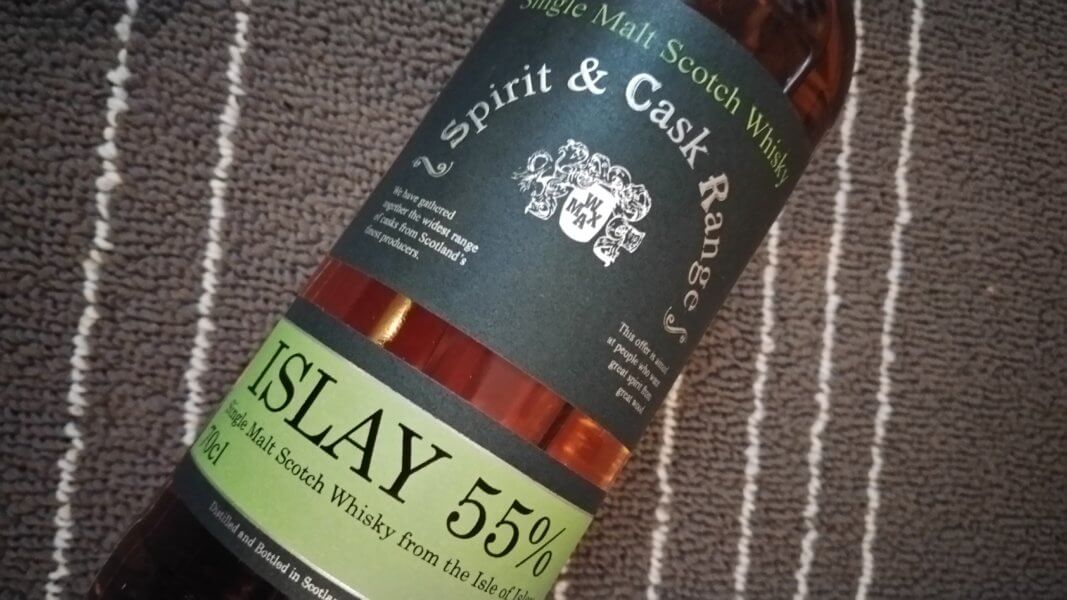 Single Malt Scotch Whisky
Spirit & Cask Range
W
MAX
We have gathered
together the widest range
of casks from Scotland's
finest producers.
This offer is aimed
at people who want
great spirit from
great wood.
ISLAY 55%
Single Malt Scotch Whisky from the Isle of Islay
70cl
Distilled and Bottled in Scotland